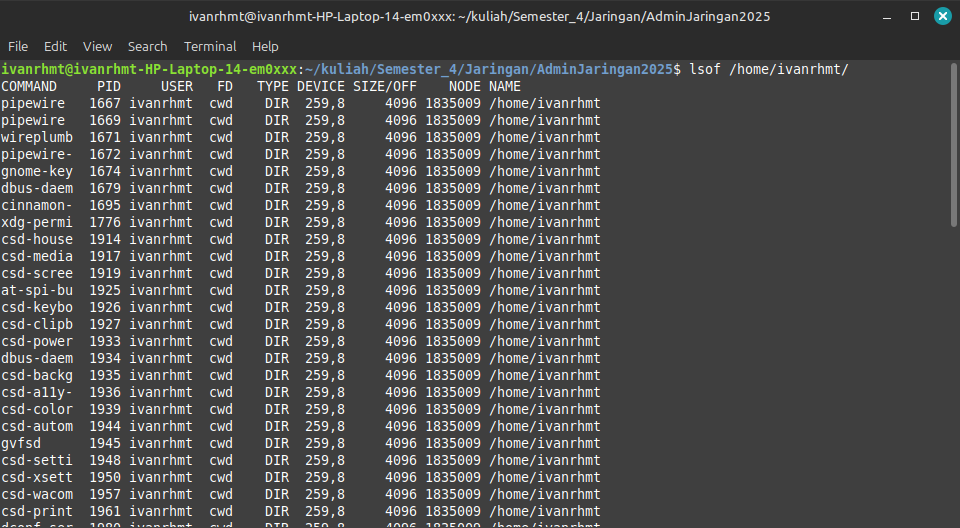 ivanrhmt@ivanrhmt-HP-Laptop-14-em0xxx: ~/kuliah/Semester_4/Jaringan/AdminJaringan2025
File Edit View Search Terminal Help
ivanrhmt@ivanrhmt-HP-Laptop-14-em0xxx:~/kuliah/Semester_4/Jaringan/AdminJaringan2025$ lsof /home/ivanrhmt/
COMMAND PID USER FD TYPE DEVICE SIZE/OFF NODE NAME
pipewire 1667 ivanrhmt cwd DIR 259,8 4096 1835009 /home/ivanrhmt
pipewire 1669 ivanrhmt cwd DIR 259,8 4096 1835009 /home/ivanrhmt
wireplumb 1671 ivanrhmt cwd DIR 259,8 4096 1835009 /home/ivanrhmt
pipewire- 1672 ivanrhmt cwd DIR 259,8 4096 1835009 /home/ivanrhmt
gnome-key 1674 ivanrhmt cwd DIR 259,8 4096 1835009 /home/ivanrhmt
dbus-daem 1679 ivanrhmt cwd DIR 259,8 4096 1835009 /home/ivanrhmt
cinnamon- 1695 ivanrhmt cwd DIR 259,8 4096 1835009 /home/ivanrhmt
xdg-permi 1776 ivanrhmt cwd DIR 259,8 4096 1835009 /home/ivanrhmt
csd-house 1914 ivanrhmt cwd DIR 259,8 4096 1835009 /home/ivanrhmt
csd-media 1917 ivanrhmt cwd DIR 259,8 4096 1835009 /home/ivanrhmt
csd-scree 1919 ivanrhmt cwd DIR 259,8 4096 1835009 /home/ivanrhmt
at-spi-bu 1925 ivanrhmt cwd DIR 259,8 4096 1835009 /home/ivanrhmt
csd-keybo 1926 ivanrhmt cwd DIR 259,8 4096 1835009 /home/ivanrhmt
csd-clipb 1927 ivanrhmt cwd DIR 259,8 4096 1835009 /home/ivanrhmt
csd-power 1933 ivanrhmt cwd DIR 259,8 4096 1835009 /home/ivanrhmt
dbus-daem 1934 ivanrhmt cwd DIR 259,8 4096 1835009 /home/ivanrhmt
csd-backg 1935 ivanrhmt cwd DIR 259,8 4096 1835009 /home/ivanrhmt
csd-a11y- 1936 ivanrhmt cwd DIR 259,8 4096 1835009 /home/ivanrhmt
csd-color 1939 ivanrhmt cwd DIR 259,8 4096 1835009 /home/ivanrhmt
csd-autom 1944 ivanrhmt cwd DIR 259,8 4096 1835009 /home/ivanrhmt
gvfsd 1945 ivanrhmt cwd DIR 259,8 4096 1835009 /home/ivanrhmt
csd-setti 1948 ivanrhmt cwd DIR 259,8 4096 1835009 /home/ivanrhmt
csd-xsett 1950 ivanrhmt cwd DIR 259,8 4096 1835009 /home/ivanrhmt
csd-wacom 1957 ivanrhmt cwd DIR 259,8 4096 1835009 /home/ivanrhmt
csd-print 1961 ivanrhmt cwd DIR 259,8 4096 1835009 /home/ivanrhmt
ivanrhmt cwd DIR 259,8 4096 1835009 /home/ivanrhmt